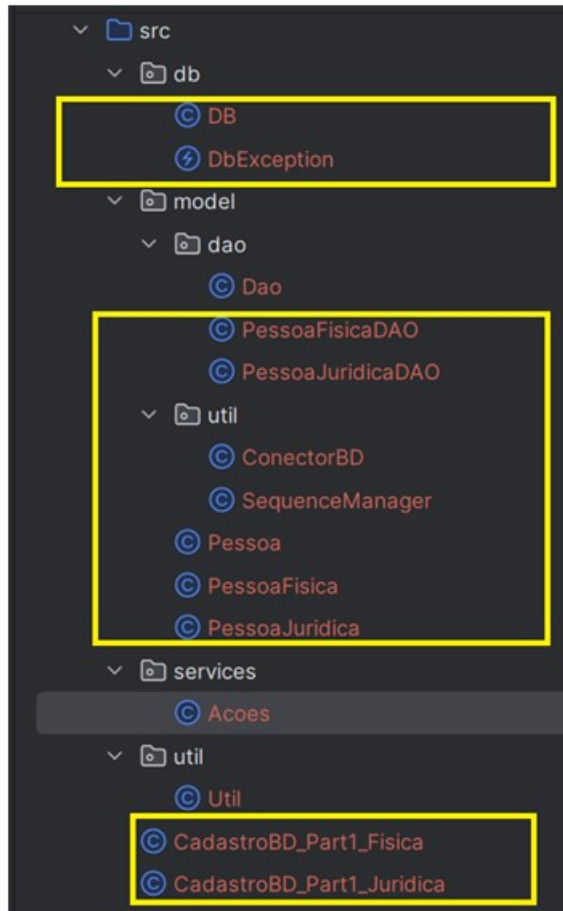 src
db
DB
DbException
model
dao
Dao
PessoaFisicaDAO
PessoaJuridicaDAO
util
ConectorBD
SequenceManager
Pessoa
PessoaFisica
PessoaJuridica
services
Acoes
util
Util
CadastroBD_Part1_Fisica
CadastroBD_Part1_Juridica